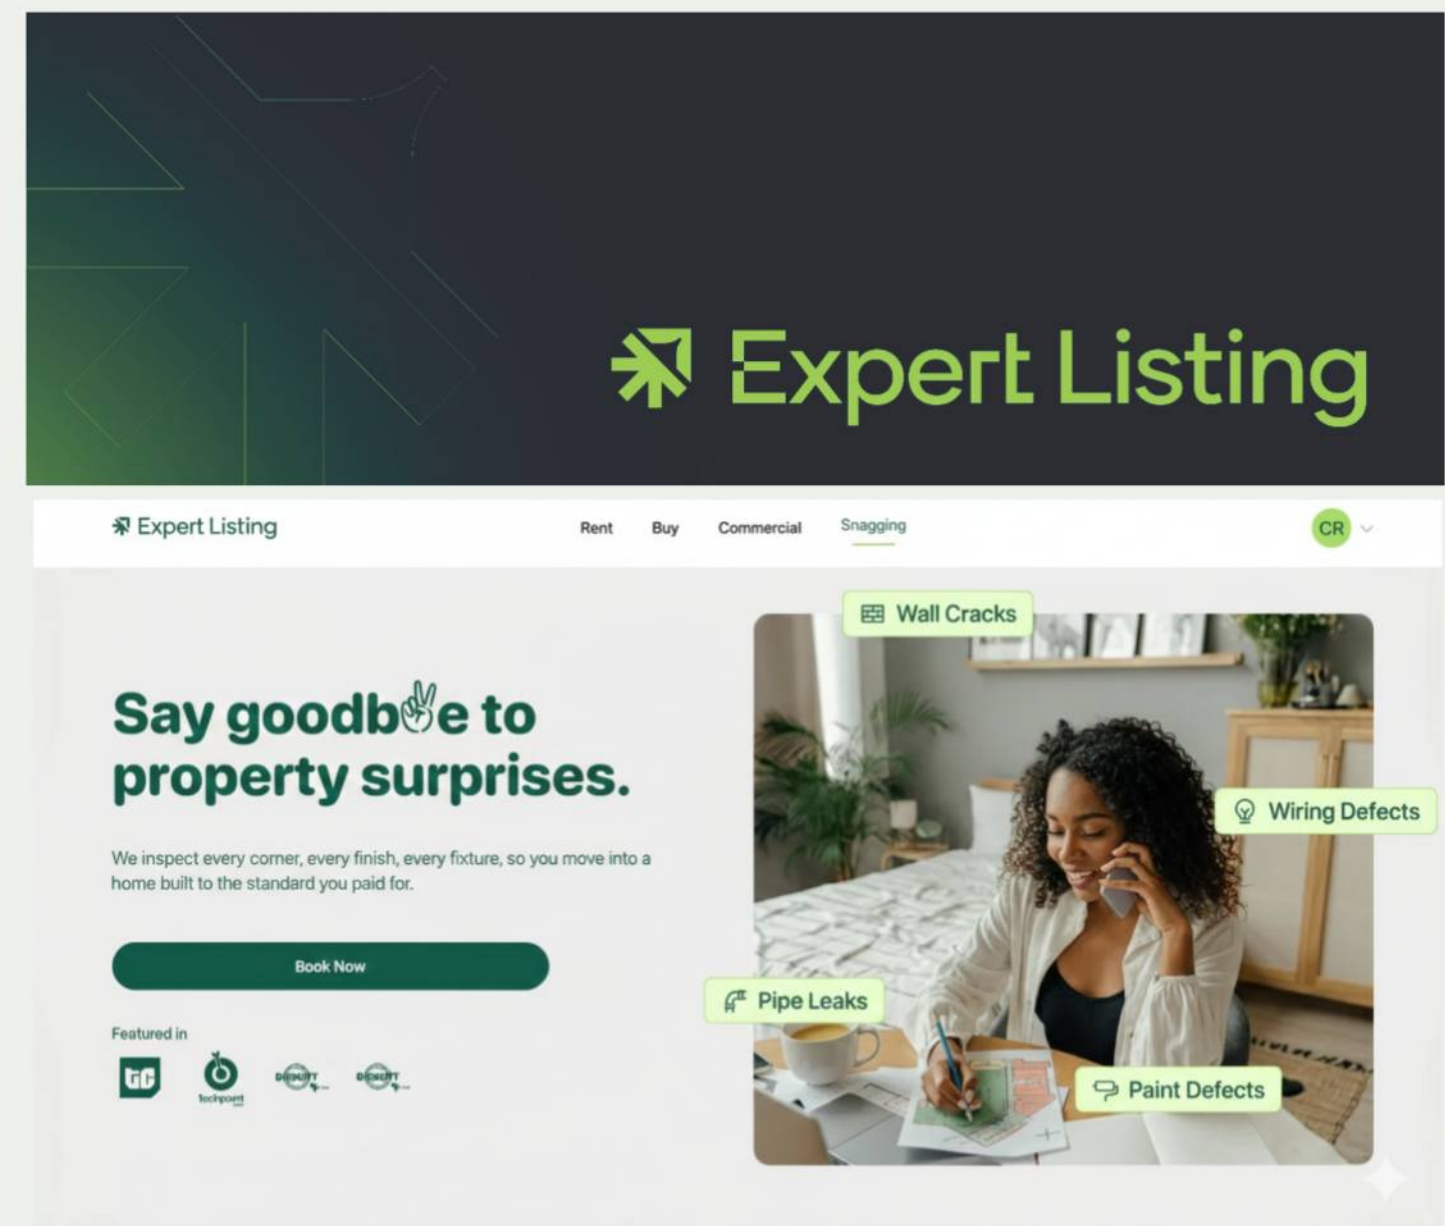 Expert Listing
Expert Listing
Rent Buy Commercial Snagging
CR
Wall Cracks
Say goodb e to
property surprises.
Wiring Defects
We inspect every corner, every finish, every fixture, so you move into a
home built to the standard you paid for.
Book Now
Pipe Leaks
Featured in
TC
Techpoint
Paint Defects